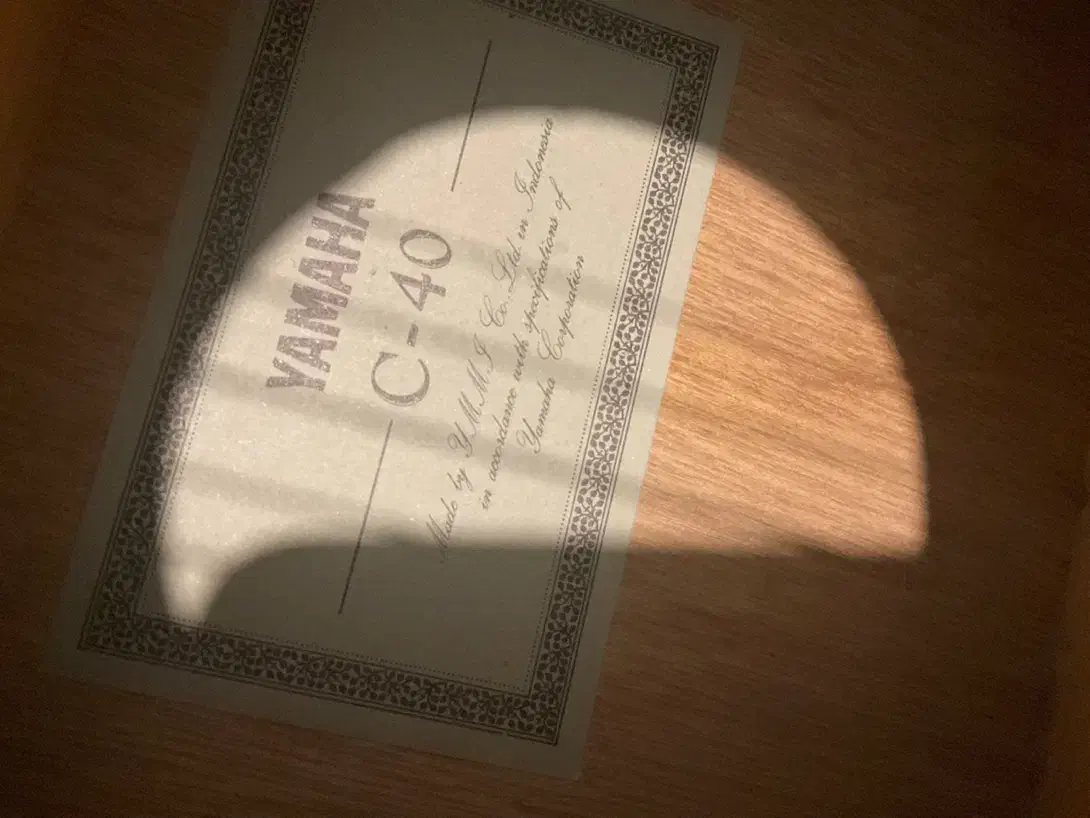 YAMAHA
C-40
Made by Y.M.M.I Co. Ltd in Indonesia
in accordance with specifications of
Yamaha Corporation